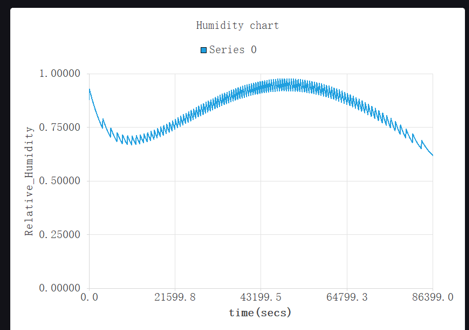 Humidity chart
Series 0
1.00000
0.75000
0.50000
0.25000
0.00000
Relative_Humidity
0.0 21599.8 43199.5 64799.3 86399.0
time(secs)